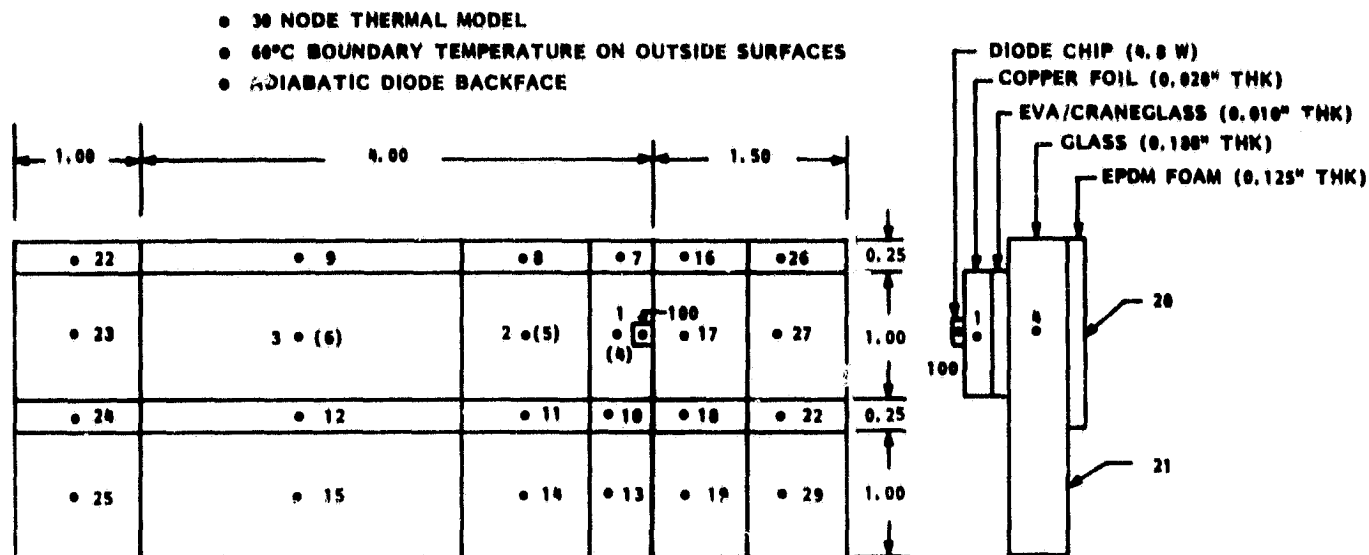 • 30 NODE THERMAL MODEL
• 60°C BOUNDARY TEMPERATURE ON OUTSIDE SURFACES
• ADIABATIC DIODE BACKFACE
DIODE CHIP (4.8 W)
COPPER FOIL (0.020" THK)
EVA/CRANEGLASS (0.010" THK)
GLASS (0.188" THK)
EPDM FOAM (0.125" THK)
1.00 4.00 1.50
• 22 • 9 • 8 • 7 • 16 • 26 0.25
• 23 3 • (6) 2 • (5) 1 • (4) 100 • 17 • 27 1.00
• 24 • 12 • 11 • 10 • 18 • 22 0.25
• 25 • 15 • 14 • 13 • 19 • 29 1.00
1 4 20
100
21